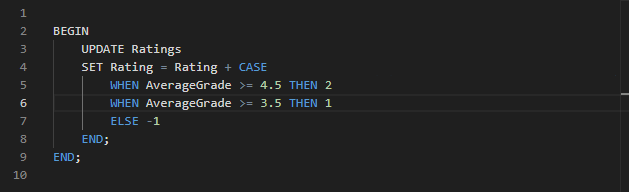 1
2 BEGIN
3     UPDATE Ratings
4     SET Rating = Rating + CASE
5         WHEN AverageGrade >= 4.5 THEN 2
6         WHEN AverageGrade >= 3.5 THEN 1
7         ELSE -1
8     END;
9 END;
10